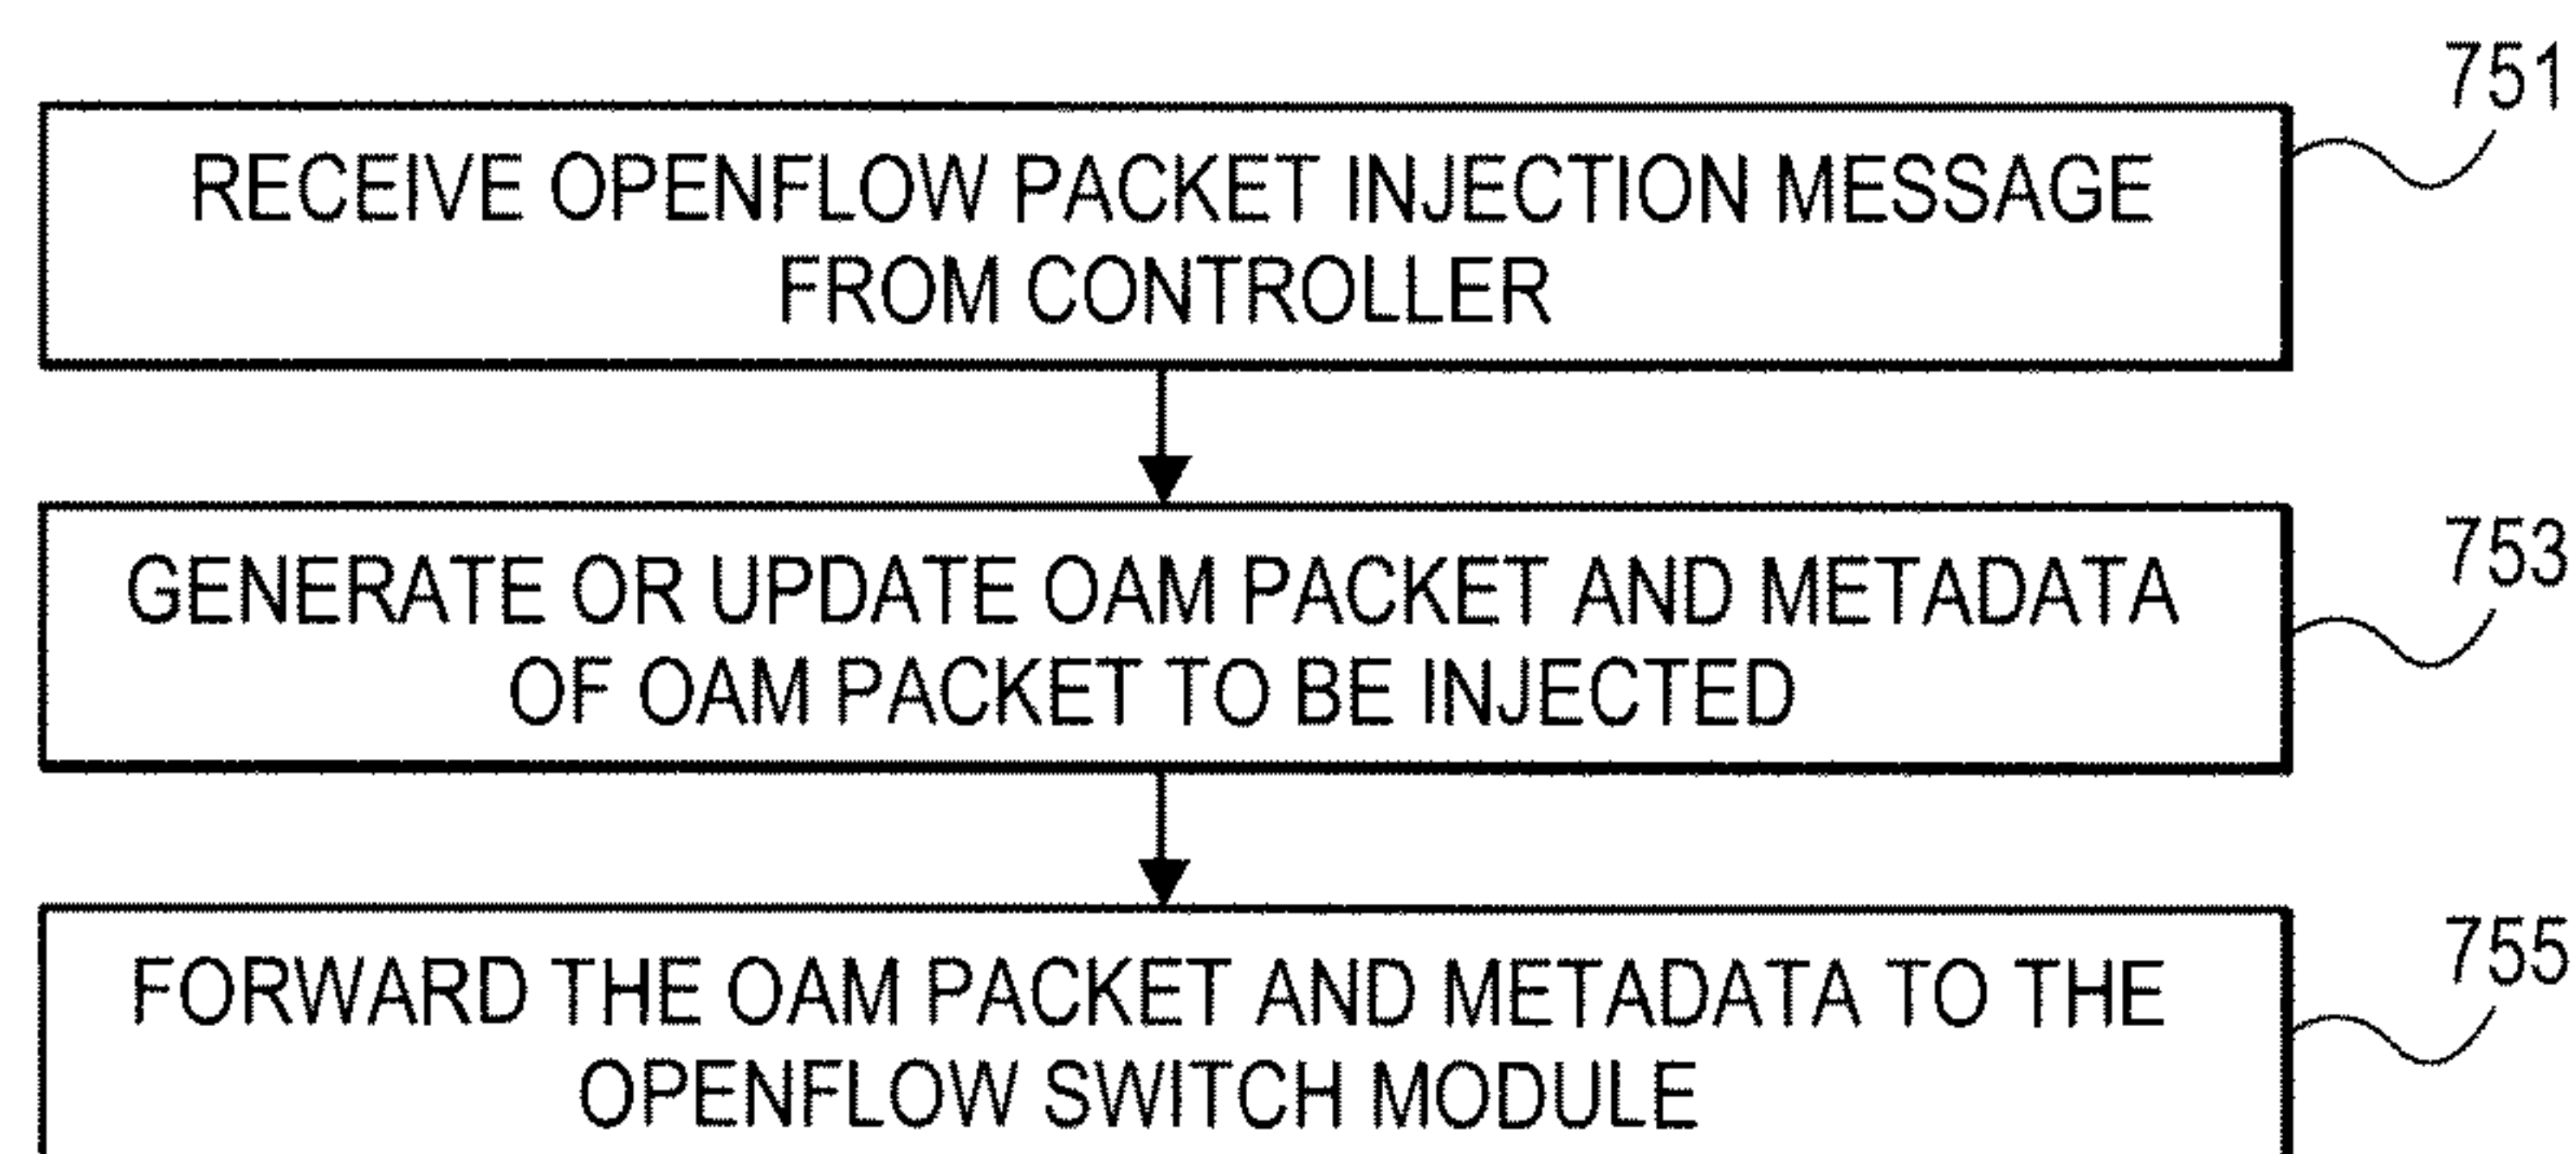 751
RECEIVE OPENFLOW PACKET INJECTION MESSAGE
FROM CONTROLLER
753
GENERATE OR UPDATE OAM PACKET AND METADATA
OF OAM PACKET TO BE INJECTED
755
FORWARD THE OAM PACKET AND METADATA TO THE
OPENFLOW SWITCH MODULE